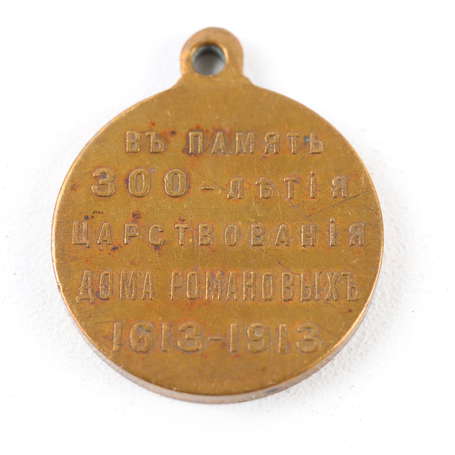 ВЪ ПАМЯТЬ
300-ЛѢТІЯ
ЦАРСТВОВАНІЯ
ДОМА РОМАНОВЫХЪ
1613-1913